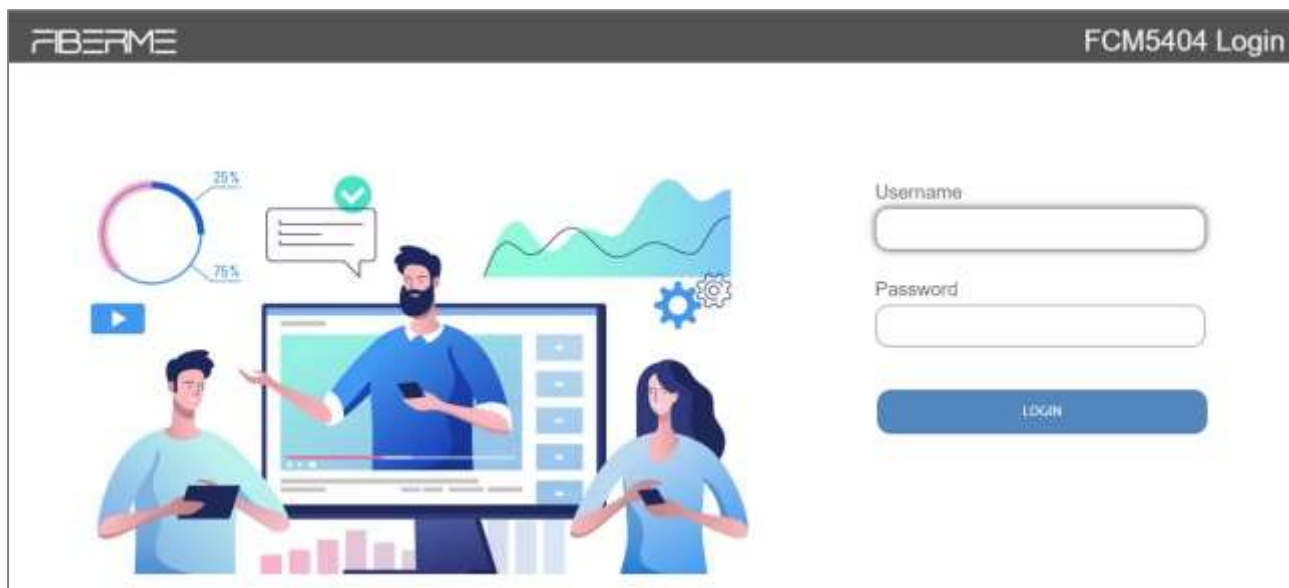 FIBERME
FCM5404 Login
25%
75%
Username
Password
LOGIN